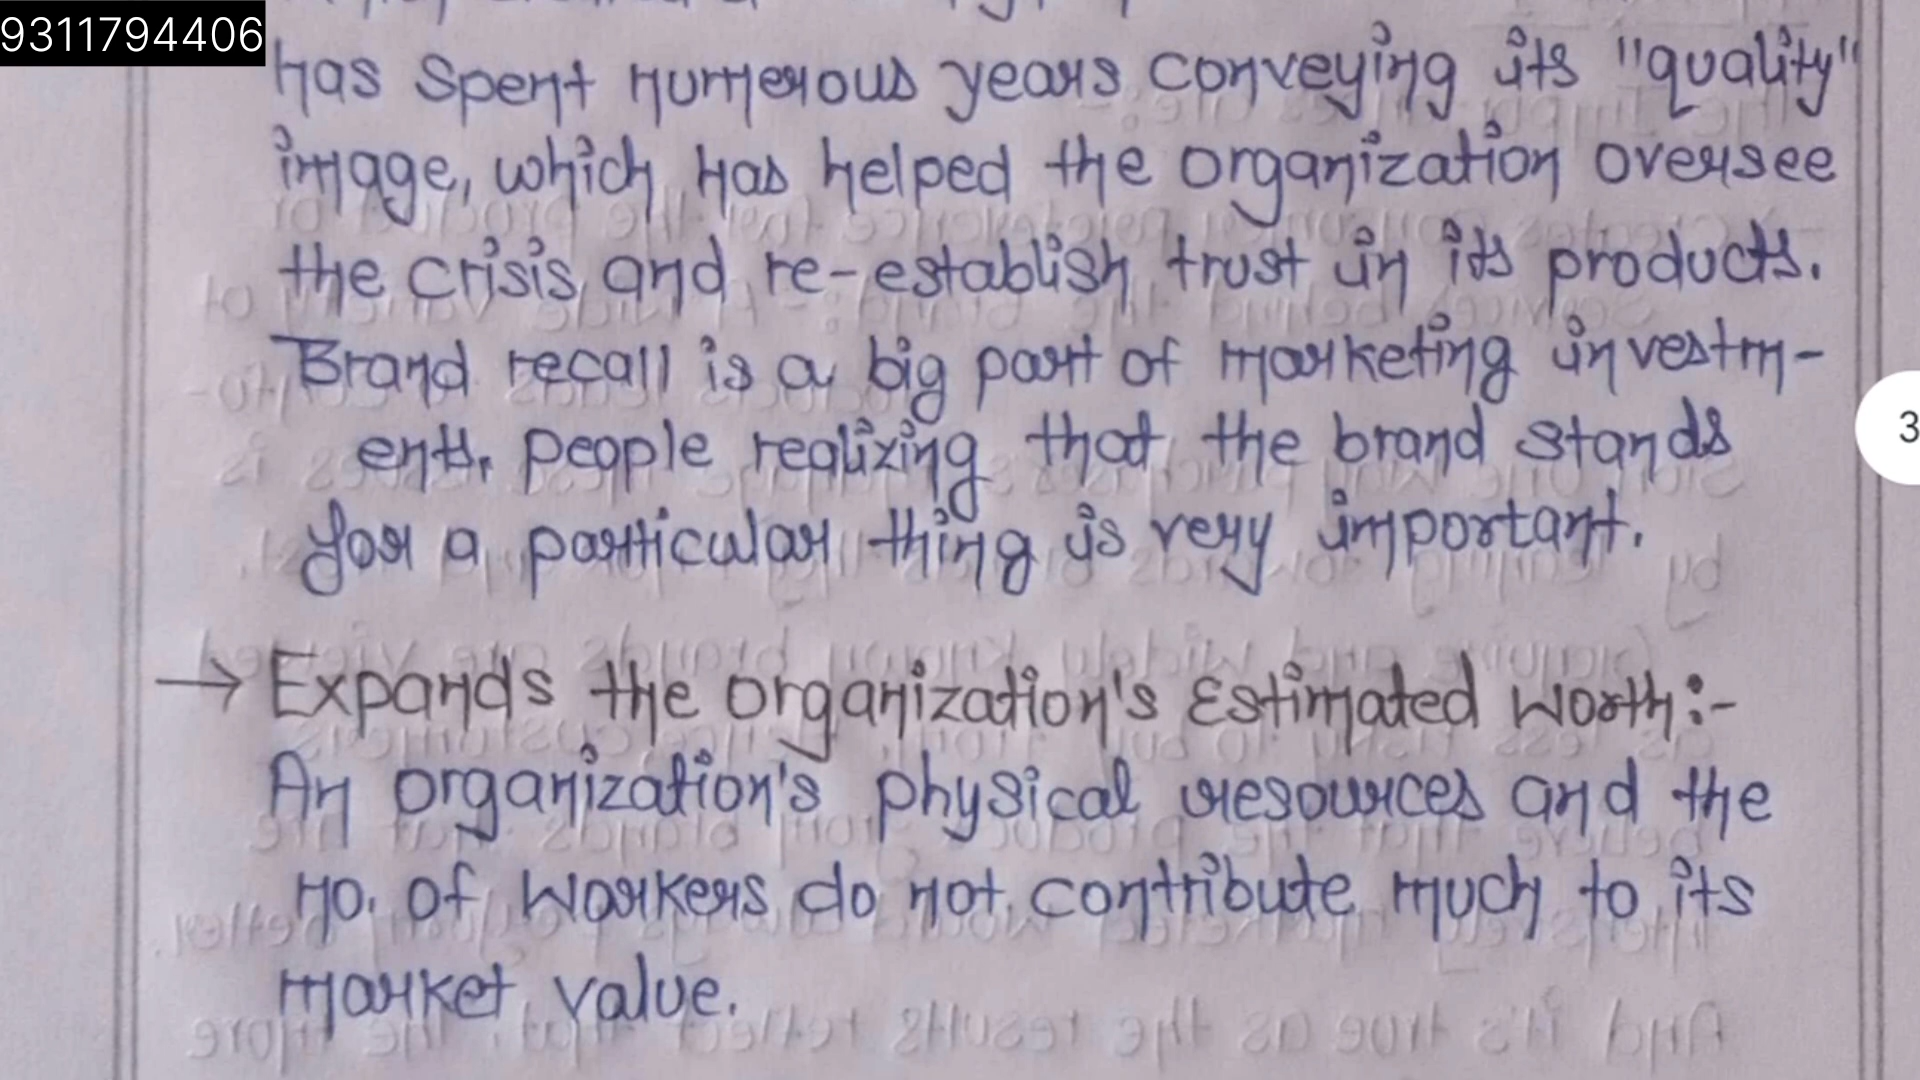 9311794406
has spent numerous years conveying its "quality"
image, which has helped the organization oversee
the crisis and re-establish trust in its products.
Brand recall is a big part of marketing investm-
ents, people realizing that the brand stands
for a particular thing is very important.
3
→ Expands the organization's Estimated Worth:-
An organization's physical resources and the
no. of workers do not contribute much to its
market value.